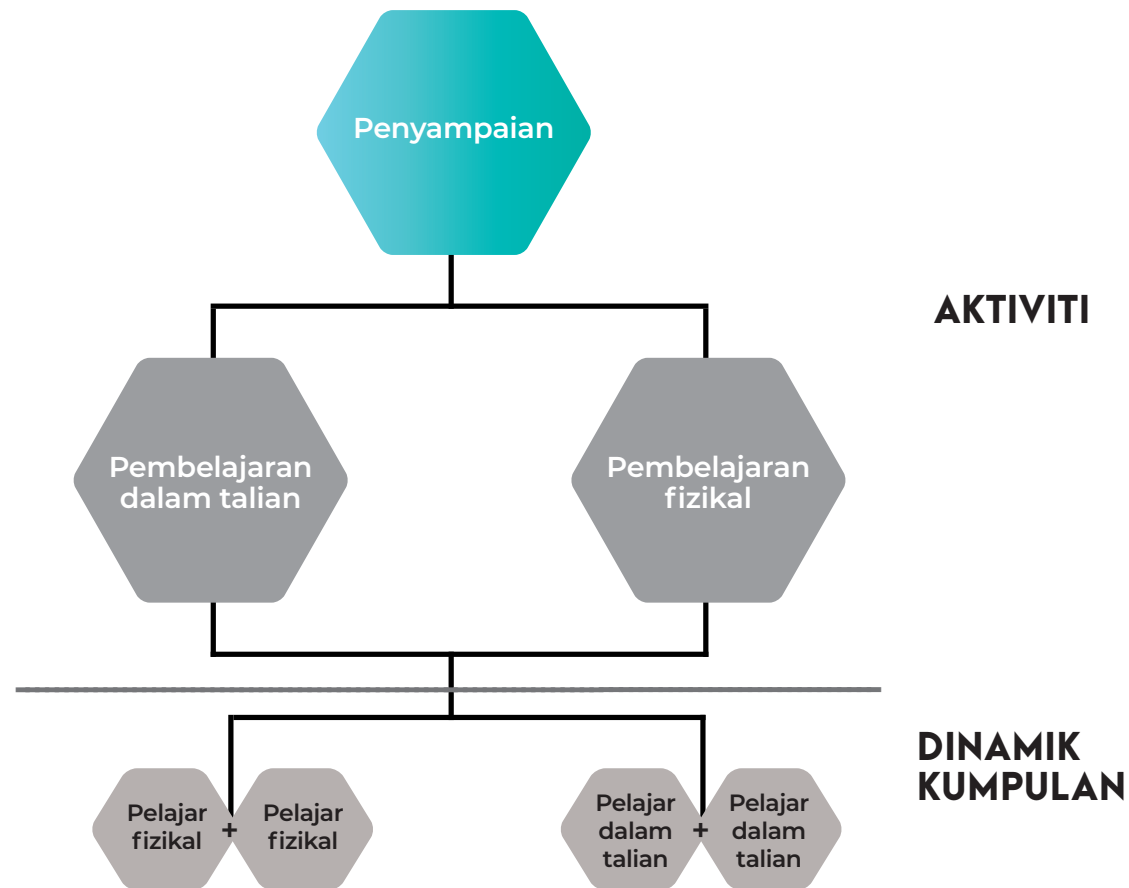 Penyampaian
AKTIVITI
Pembelajaran
dalam talian
Pembelajaran
fizikal
DINAMIK
KUMPULAN
Pelajar
fizikal
+
Pelajar
fizikal
Pelajar
dalam
talian
+
Pelajar
dalam
talian